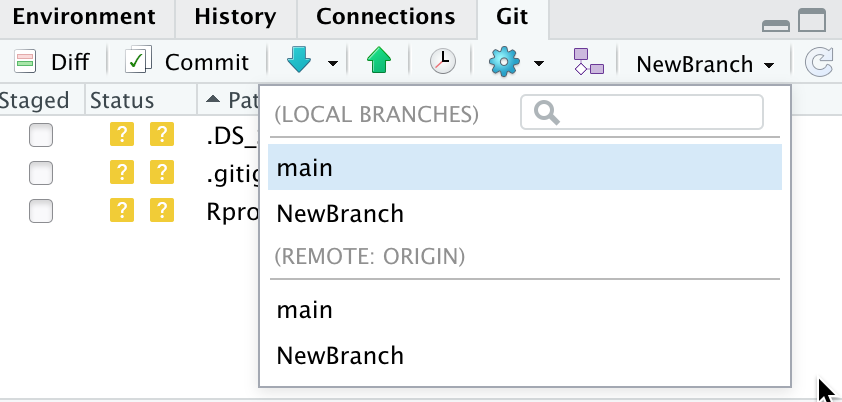 Environment History Connections Git
Diff Commit NewBranch
Staged Status Pat
(LOCAL BRANCHES)
.DS_
main
.gitig
NewBranch
Rpro
(REMOTE: ORIGIN)
main
NewBranch